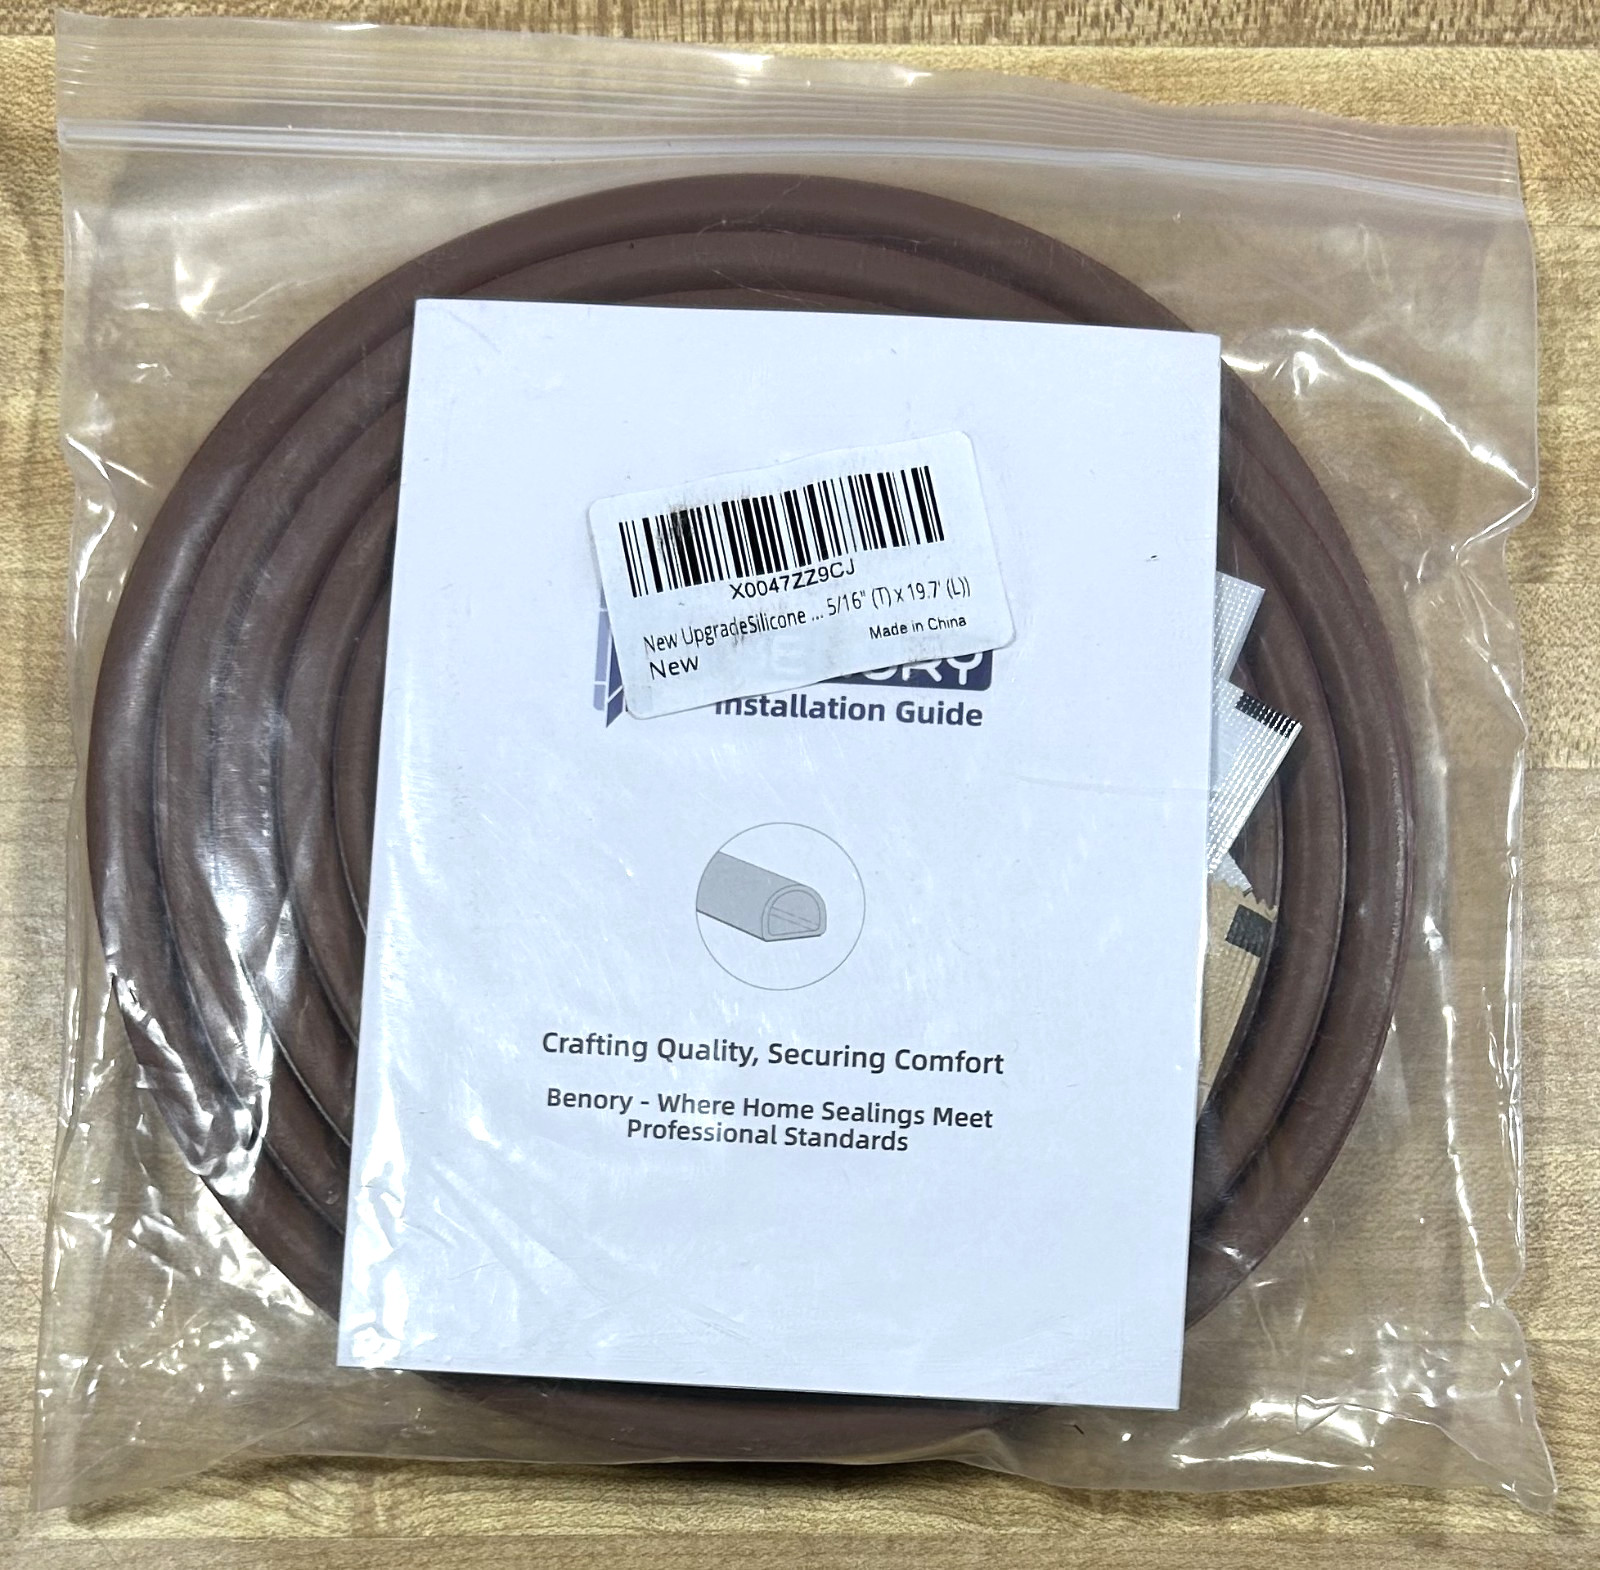 X0047ZZ9CJ
New UpgradeSilicone ... 5/16" (T) x 19.7' (L))
New
Made in China
Installation Guide
Crafting Quality, Securing Comfort
Benory - Where Home Sealings Meet
Professional Standards